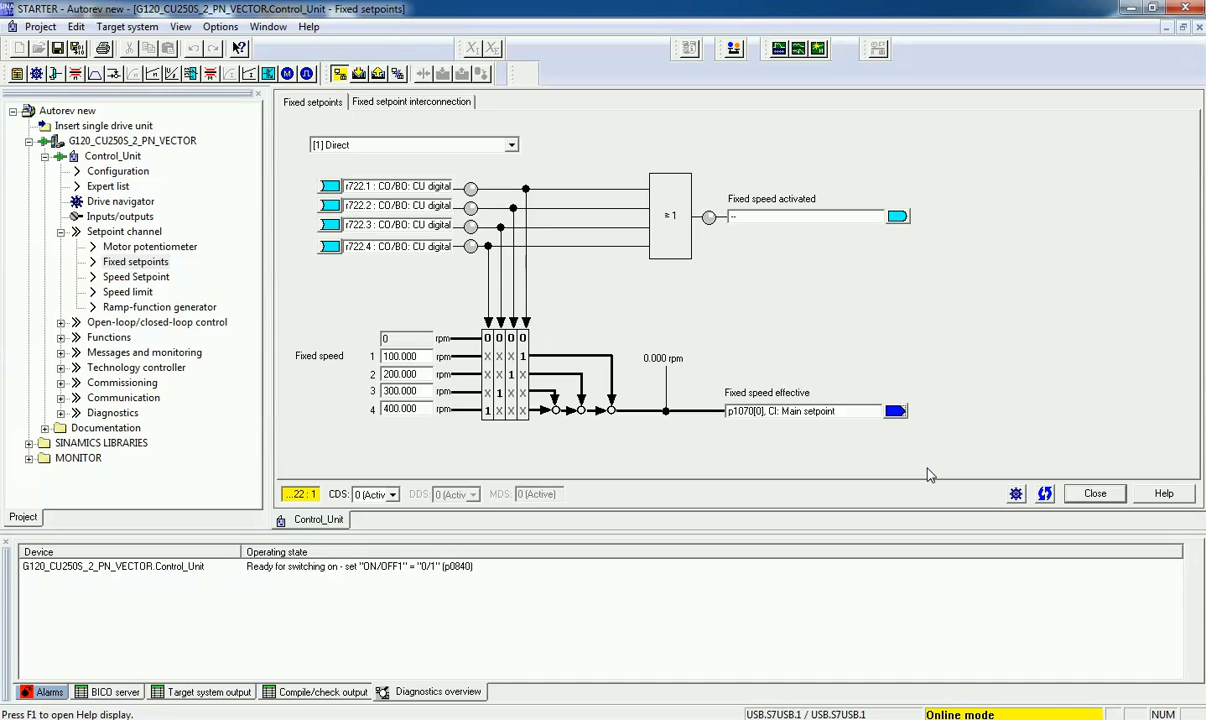 STARTER - Autorev new - [G120_CU250S_2_PN_VECTOR.Control_Unit - Fixed setpoints]
Project Edit Target system View Options Window Help
Fixed setpoints Fixed setpoint interconnection
Autorev new
Insert single drive unit
G120_CU250S_2_PN_VECTOR
Control_Unit
Configuration
Expert list
Drive navigator
Inputs/outputs
Setpoint channel
Motor potentiometer
Fixed setpoints
Speed Setpoint
Speed limit
Ramp-function generator
Open-loop/closed-loop control
Functions
Messages and monitoring
Technology controller
Commissioning
Communication
Diagnostics
Documentation
SINAMICS LIBRARIES
MONITOR
Project
[1] Direct
r722.1 : CO/BO: CU digital
r722.2 : CO/BO: CU digital
r722.3 : CO/BO: CU digital
r722.4 : CO/BO: CU digital
≥ 1
Fixed speed activated
--
0 rpm 0 0 0 0
Fixed speed 1 100.000 rpm X X X 1
2 200.000 rpm X X 1 X
3 300.000 rpm X 1 X X
4 400.000 rpm 1 X X X
0.000 rpm
Fixed speed effective
p1070[0], CI: Main setpoint
...22 : 1 CDS: 0 (Activ DDS: 0 (Activ MDS: 0 (Active) Close Help
Control_Unit
Device Operating state
G120_CU250S_2_PN_VECTOR.Control_Unit Ready for switching on - set "ON/OFF1" = "0/1" (p0840)
Alarms BICO server Target system output Compile/check output Diagnostics overview
Press F1 to open Help display. USB.S7USB.1 / USB.S7USB.1 Online mode NUM